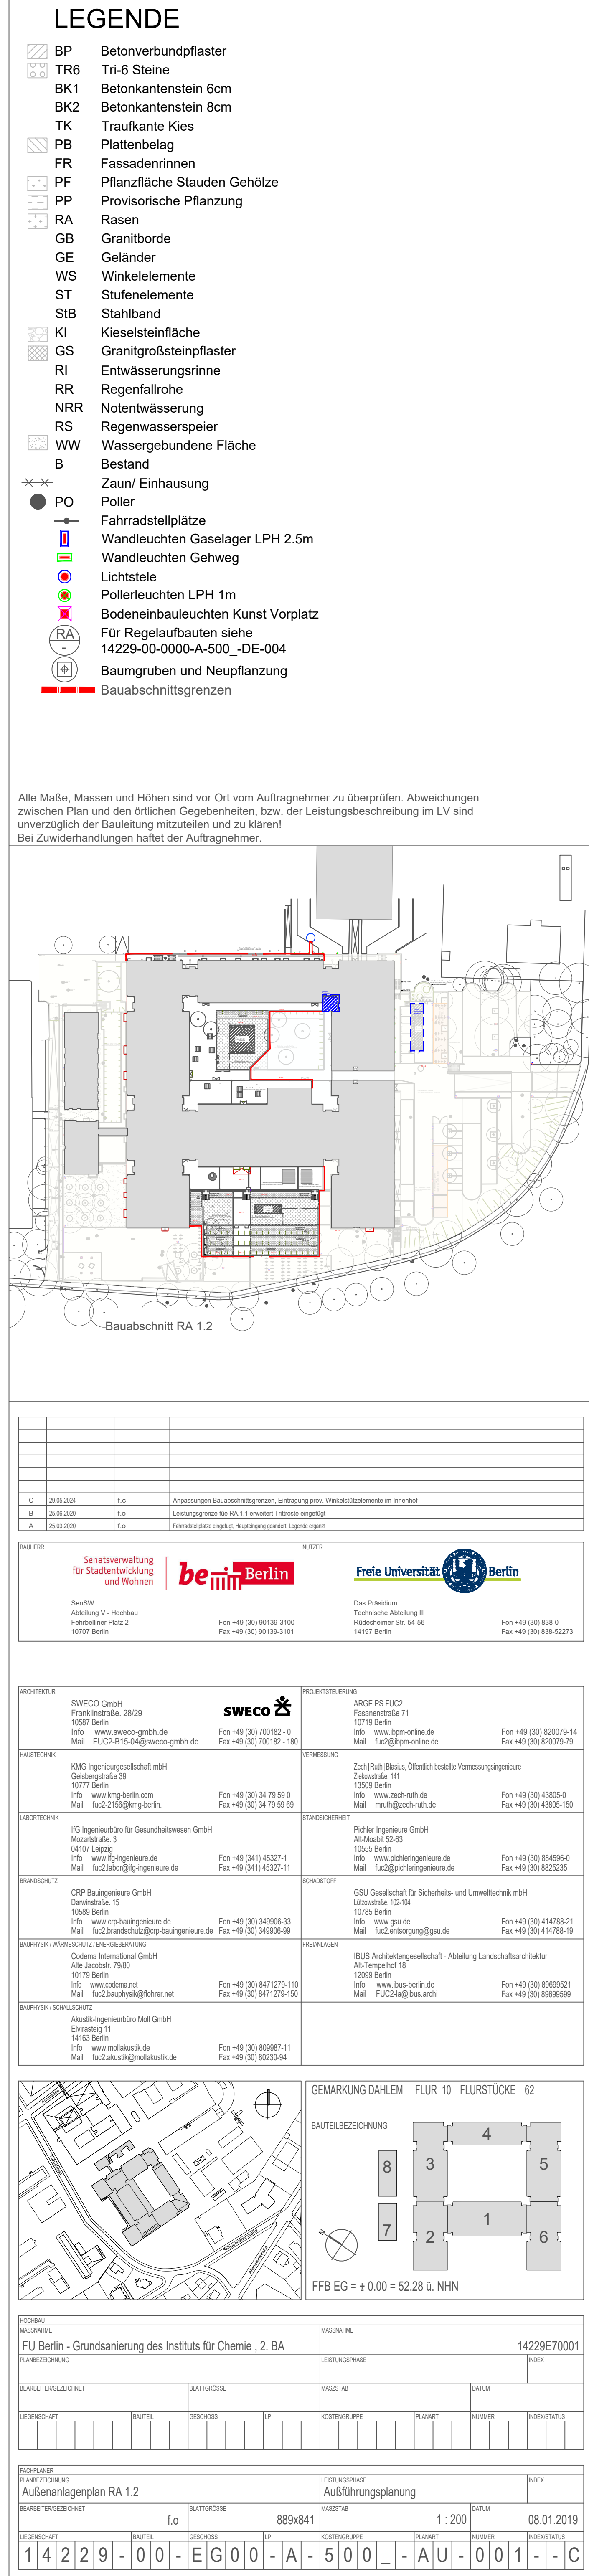 LEGENDE
BP Betonverbundpflaster
TR6 Tri-6 Steine
BK1 Betonkantenstein 6cm
BK2 Betonkantenstein 8cm
TK Traufkante Kies
PB Plattenbelag
FR Fassadenrinnen
PF Pflanzfläche Stauden Gehölze
PP Provisorische Pflanzung
RA Rasen
GB Granitborde
GE Geländer
WS Winkelelemente
ST Stufenelemente
StB Stahlband
KI Kieselsteinfläche
GS Granitgroßsteinpflaster
RI Entwässerungsrinne
RR Regenfallrohe
NRR Notentwässerung
RS Regenwasserspeier
WW Wassergebundene Fläche
B Bestand
Zaun/ Einhausung
PO Poller
Fahrradstellplätze
Wandleuchten Gaselager LPH 2.5m
Wandleuchten Gehweg
Lichtstele
Pollerleuchten LPH 1m
Bodeneinbauleuchten Kunst Vorplatz
RA Für Regelaufbauten siehe
- 14229-00-0000-A-500_-DE-004
Baumgruben und Neupflanzung
Bauabschnittsgrenzen
Alle Maße, Massen und Höhen sind vor Ort vom Auftragnehmer zu überprüfen. Abweichungen
zwischen Plan und den örtlichen Gegebenheiten, bzw. der Leistungsbeschreibung im LV sind
unverzüglich der Bauleitung mitzuteilen und zu klären!
Bei Zuwiderhandlungen haftet der Auftragnehmer.
Bauabschnitt RA 1.2
C 29.05.2024 f.c Anpassungen Bauabschnittsgrenzen, Eintragung prov. Winkelstützelemente im Innenhof
B 25.06.2020 f.o Leistungsgrenze füe RA.1.1 erweitert Trittroste eingefügt
A 25.03.2020 f.o Fahrradstellplätze eingefügt, Haupteingang geändert, Legende ergänzt
BAUHERR
Senatsverwaltung
für Stadtentwicklung
und Wohnen
be Berlin
SenSW
Abteilung V - Hochbau
Fehrbelliner Platz 2 Fon +49 (30) 90139-3100
10707 Berlin Fax +49 (30) 90139-3101
NUTZER
Freie Universität Berlin
Das Präsidium
Technische Abteilung III
Rüdesheimer Str. 54-56 Fon +49 (30) 838-0
14197 Berlin Fax +49 (30) 838-52273
ARCHITEKTUR
SWECO GmbH
SWECO
Franklinstraße. 28/29
10587 Berlin
Info www.sweco-gmbh.de Fon +49 (30) 700182 - 0
Mail FUC2-B15-04@sweco-gmbh.de Fax +49 (30) 700182 - 180
PROJEKTSTEUERUNG
ARGE PS FUC2
Fasanenstraße 71
10719 Berlin
Info www.ibpm-online.de Fon +49 (30) 820079-14
Mail fuc2@ibpm-online.de Fax +49 (30) 820079-79
HAUSTECHNIK
KMG Ingenieurgesellschaft mbH
Geisbergstraße 39
10777 Berlin
Info www.kmg-berlin.com Fon +49 (30) 34 79 59 0
Mail fuc2-2156@kmg-berlin. Fax +49 (30) 34 79 59 69
VERMESSUNG
Zech|Ruth|Blasius, Öffentlich bestellte Vermessungsingenieure
Ziekowstraße. 141
13509 Berlin
Info www.zech-ruth.de Fon +49 (30) 43805-0
Mail mruth@zech-ruth.de Fax +49 (30) 43805-150
LABORTECHNIK
IfG Ingenieurbüro für Gesundheitswesen GmbH
Mozartstraße. 3
04107 Leipzig
Info www.ifg-ingenieure.de Fon +49 (341) 45327-1
Mail fuc2.labor@ifg-ingenieure.de Fax +49 (341) 45327-11
STANDSICHERHEIT
Pichler Ingenieure GmbH
Alt-Moabit 52-63
10555 Berlin
Info www.pichleringenieure.de Fon +49 (30) 884596-0
Mail fuc2@pichleringenieure.de Fax +49 (30) 8825235
BRANDSCHUTZ
CRP Bauingenieure GmbH
Darwinstraße. 15
10589 Berlin
Info www.crp-bauingenieure.de Fon +49 (30) 349906-33
Mail fuc2.brandschutz@crp-bauingenieure.de Fax +49 (30) 349906-99
SCHADSTOFF
GSU Gesellschaft für Sicherheits- und Umwelttechnik mbH
Lützowstraße. 102-104
10785 Berlin
Info www.gsu.de Fon +49 (30) 414788-21
Mail fuc2.entsorgung@gsu.de Fax +49 (30) 414788-19
BAUPHYSIK / WÄRMESCHUTZ / ENERGIEBERATUNG
Codema International GmbH
Alte Jacobstr. 79/80
10179 Berlin
Info www.codema.net Fon +49 (30) 8471279-110
Mail fuc2.bauphysik@flohrer.net Fax +49 (30) 8471279-150
FREIANLAGEN
IBUS Architektengesellschaft - Abteilung Landschaftsarchitektur
Alt-Tempelhof 18
12099 Berlin
Info www.ibus-berlin.de Fon +49 (30) 89699521
Mail FUC2-la@ibus.archi Fax +49 (30) 89699599
BAUPHYSIK / SCHALLSCHUTZ
Akustik-Ingenieurbüro Moll GmbH
Elvirasteig 11
14163 Berlin
Info www.mollakustik.de Fon +49 (30) 809987-11
Mail fuc2.akustik@mollakustik.de Fax +49 (30) 80230-94
GEMARKUNG DAHLEM FLUR 10 FLURSTÜCKE 62
BAUTEILBEZEICHNUNG
4
8 3 5
1
7 2 6
N
FFB EG = ± 0.00 = 52.28 ü. NHN
HOCHBAU
MASSNAHME MASSNAHME
FU Berlin - Grundsanierung des Instituts für Chemie , 2. BA 14229E70001
PLANBEZEICHNUNG LEISTUNGSPHASE INDEX
BEARBEITER/GEZEICHNET BLATTGRÖSSE MASZSTAB DATUM
LIEGENSCHAFT BAUTEIL GESCHOSS LP KOSTENGRUPPE PLANART NUMMER INDEX/STATUS
FACHPLANER
PLANBEZEICHNUNG LEISTUNGSPHASE INDEX
Außenanlagenplan RA 1.2 Außführungsplanung
BEARBEITER/GEZEICHNET BLATTGRÖSSE MASZSTAB DATUM
f.o 889x841 1 : 200 08.01.2019
LIEGENSCHAFT BAUTEIL GESCHOSS LP KOSTENGRUPPE PLANART NUMMER INDEX/STATUS
14229-00-EG00-A-500_-AU-001--C